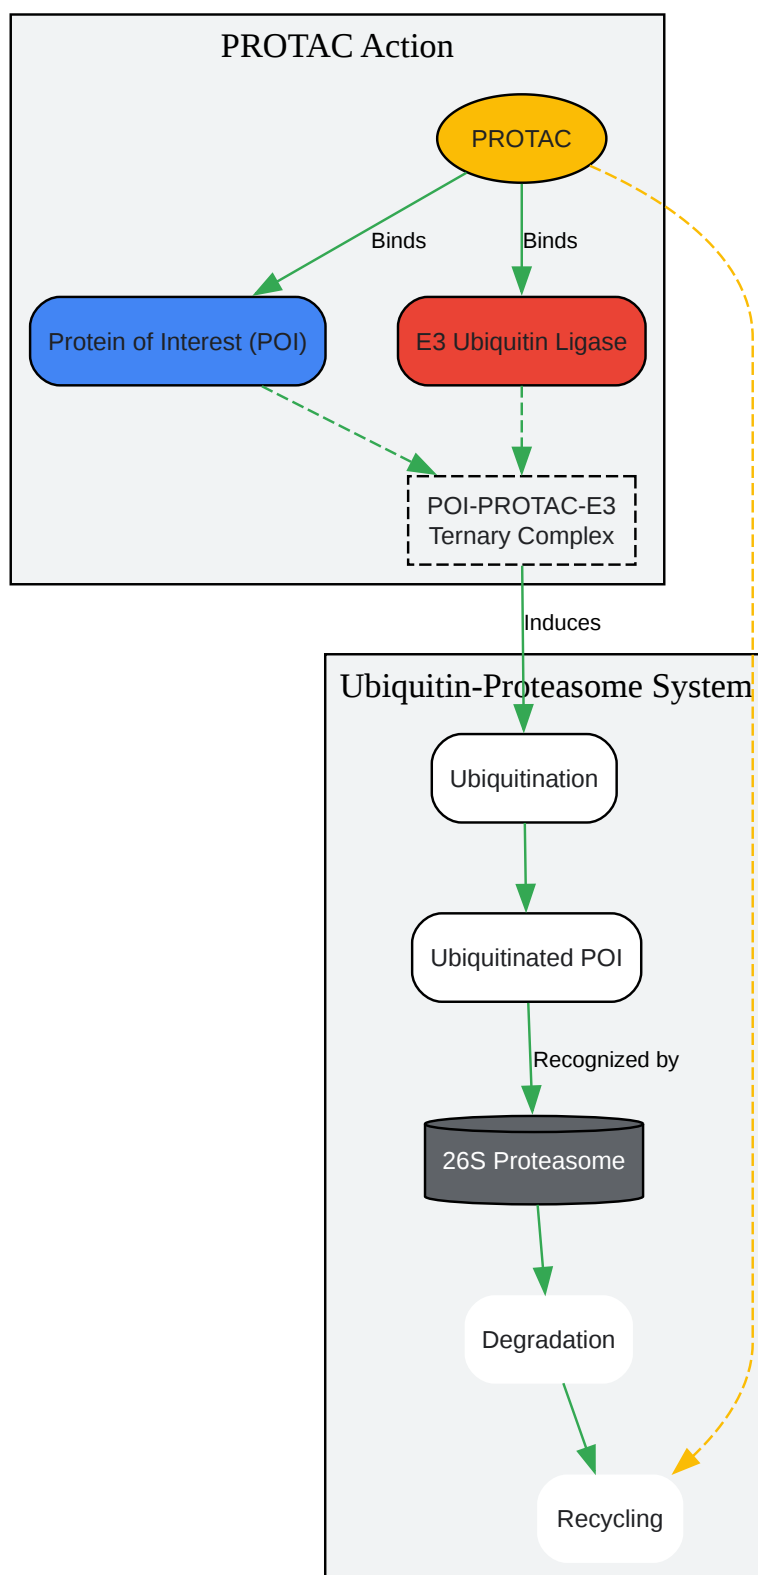 PROTAC Action
PROTAC
Binds
Binds
Protein of Interest (POI)
E3 Ubiquitin Ligase
POI-PROTAC-E3
Ternary Complex
Induces
Ubiquitin-Proteasome System
Ubiquitination
Ubiquitinated POI
Recognized by
26S Proteasome
Degradation
Recycling